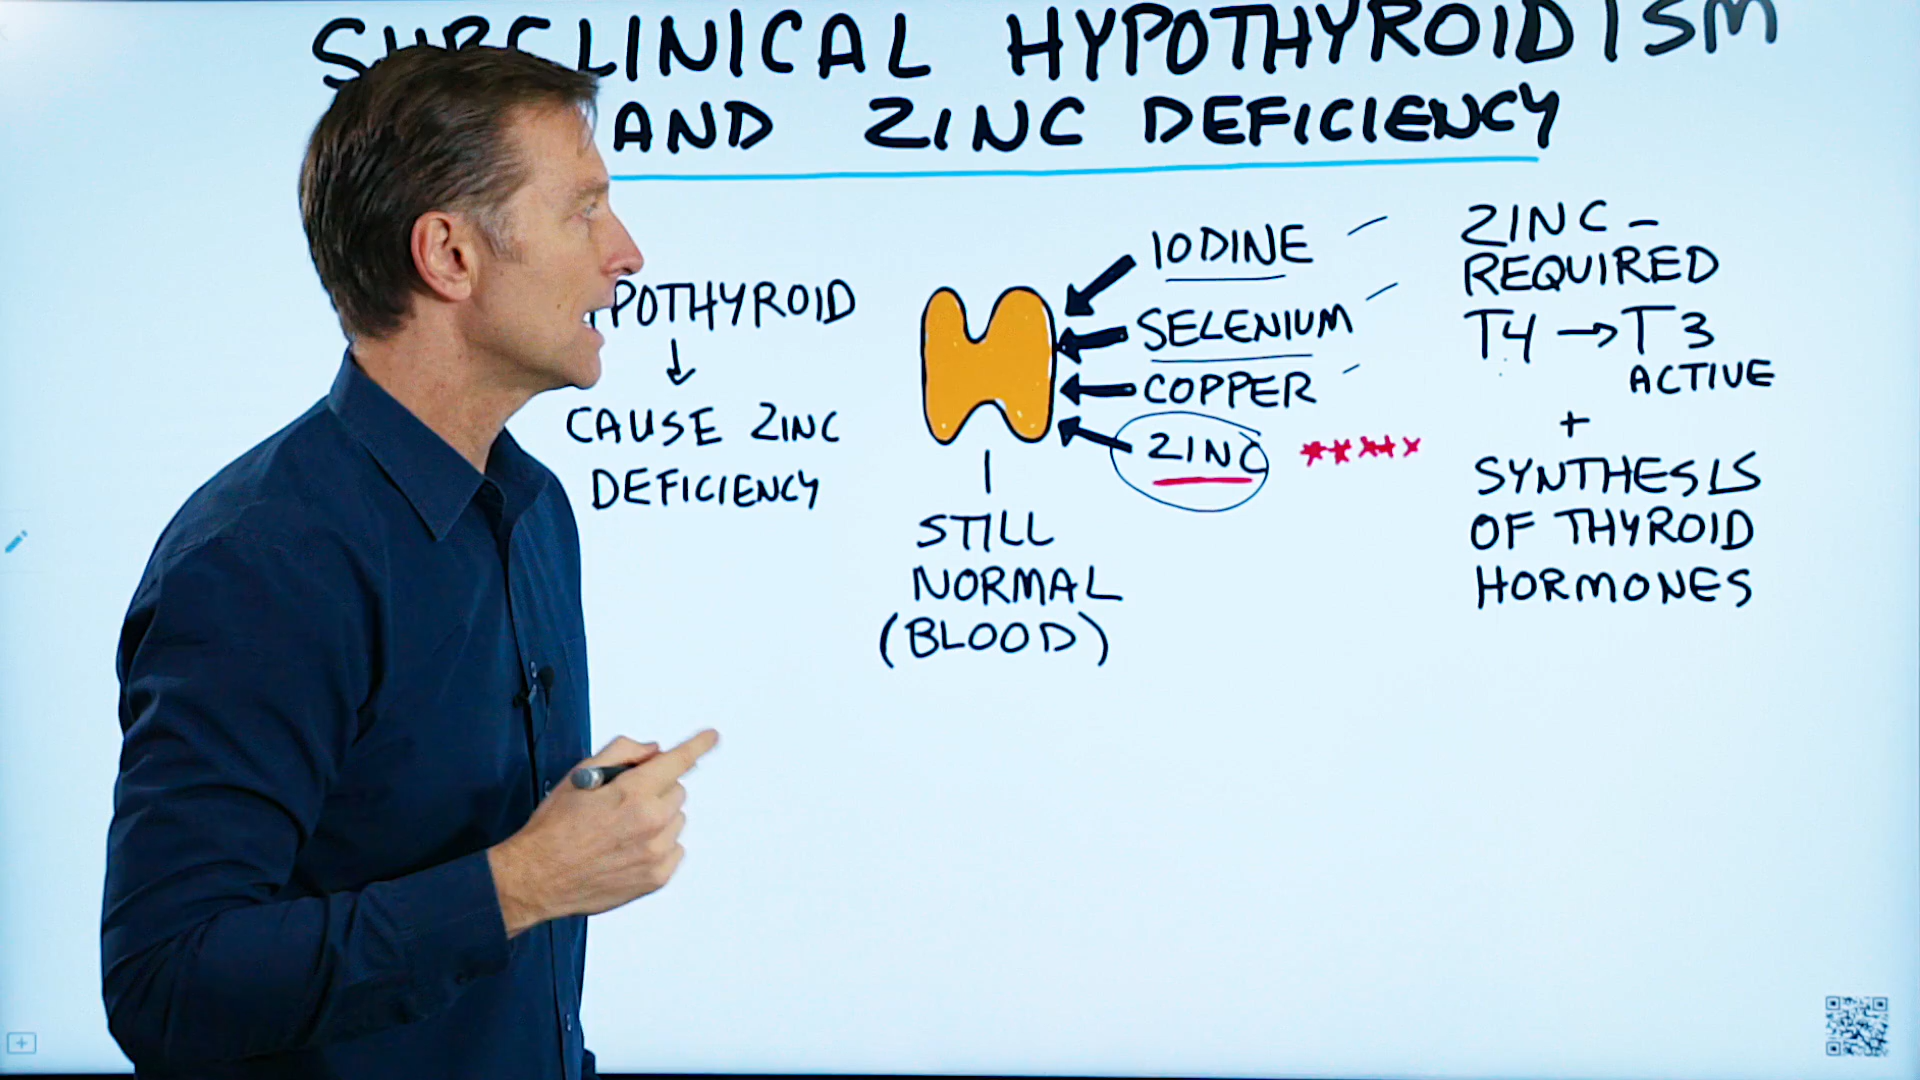 SUBCLINICAL HYPOTHYROIDISM
AND ZINC DEFICIENCY
POTHYROID
↓
CAUSE ZINC
DEFICIENCY
IODINE
SELENIUM
COPPER
ZINC *****
STILL
NORMAL
(BLOOD)
ZINC -
REQUIRED
T4 → T3
ACTIVE
+
SYNTHESIS
OF THYROID
HORMONES